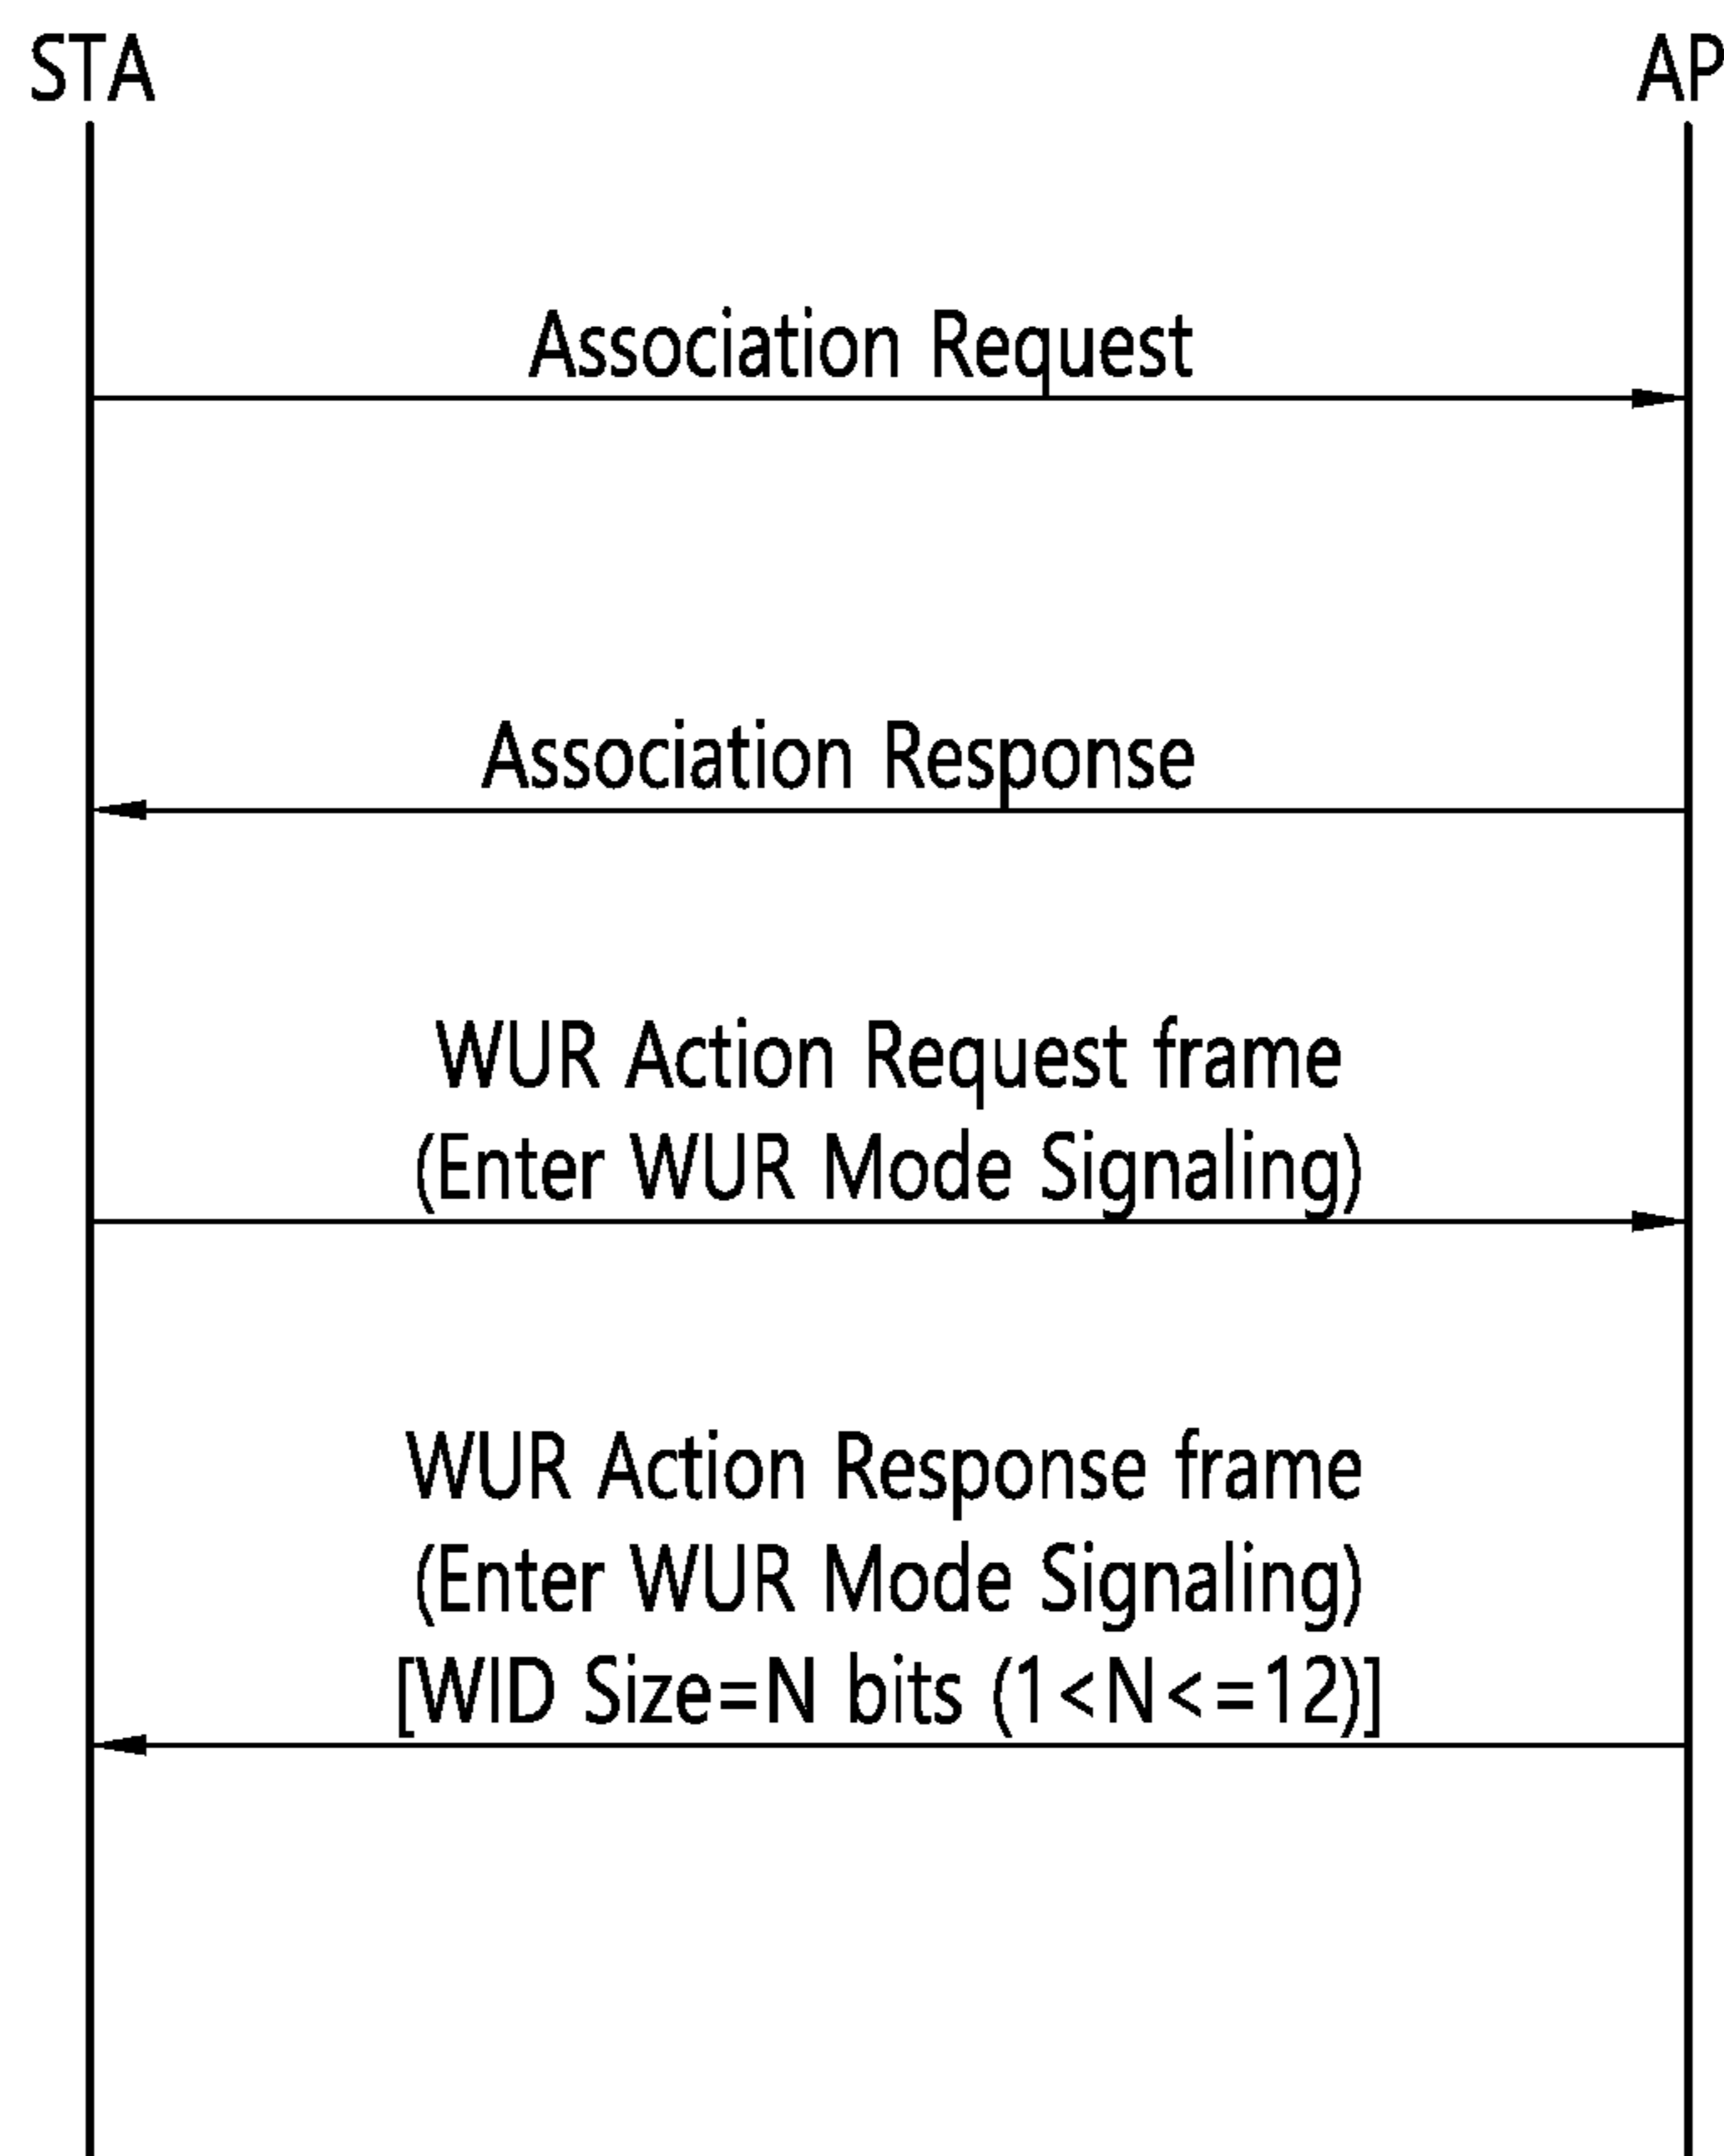 STA
AP
Association Request
Association Response
WUR Action Request frame
(Enter WUR Mode Signaling)
WUR Action Response frame
(Enter WUR Mode Signaling)
[WID Size=N bits (1<N<=12)]